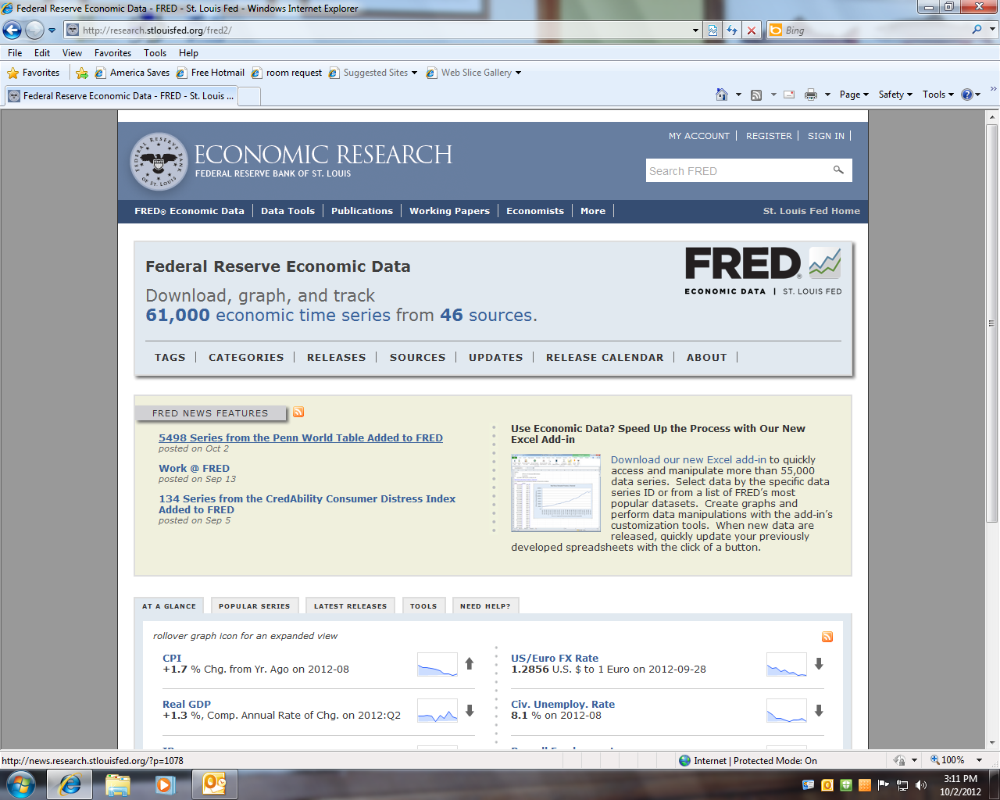 Federal Reserve Economic Data - FRED - St. Louis Fed - Windows Internet Explorer
http://research.stlouisfed.org/fred2/
Bing
File Edit View Favorites Tools Help
Favorites America Saves Free Hotmail room request Suggested Sites Web Slice Gallery
Federal Reserve Economic Data - FRED - St. Louis ...
Page Safety Tools
MY ACCOUNT REGISTER SIGN IN
FEDERAL RESERVE BANK OF ST. LOUIS
ECONOMIC RESEARCH
FEDERAL RESERVE BANK OF ST. LOUIS
Search FRED
FRED® Economic Data Data Tools Publications Working Papers Economists More St. Louis Fed Home
Federal Reserve Economic Data
Download, graph, and track
61,000 economic time series from 46 sources.
FRED®
ECONOMIC DATA | ST. LOUIS FED
TAGS CATEGORIES RELEASES SOURCES UPDATES RELEASE CALENDAR ABOUT
FRED NEWS FEATURES
5498 Series from the Penn World Table Added to FRED
posted on Oct 2
Work @ FRED
posted on Sep 13
134 Series from the CredAbility Consumer Distress Index
Added to FRED
posted on Sep 5
Use Economic Data? Speed Up the Process with Our New
Excel Add-in
Download our new Excel add-in to quickly
access and manipulate more than 55,000
data series. Select data by the specific data
series ID or from a list of FRED's most
popular datasets. Create graphs and
perform data manipulations with the add-in's
customization tools. When new data are
released, quickly update your previously
developed spreadsheets with the click of a button.
AT A GLANCE POPULAR SERIES LATEST RELEASES TOOLS NEED HELP?
rollover graph icon for an expanded view
CPI
+1.7 % Chg. from Yr. Ago on 2012-08
US/Euro FX Rate
1.2856 U.S. $ to 1 Euro on 2012-09-28
Real GDP
+1.3 %, Comp. Annual Rate of Chg. on 2012:Q2
Civ. Unemploy. Rate
8.1 % on 2012-08
http://news.research.stlouisfed.org/?p=1078
Internet | Protected Mode: On
100%
3:11 PM
10/2/2012